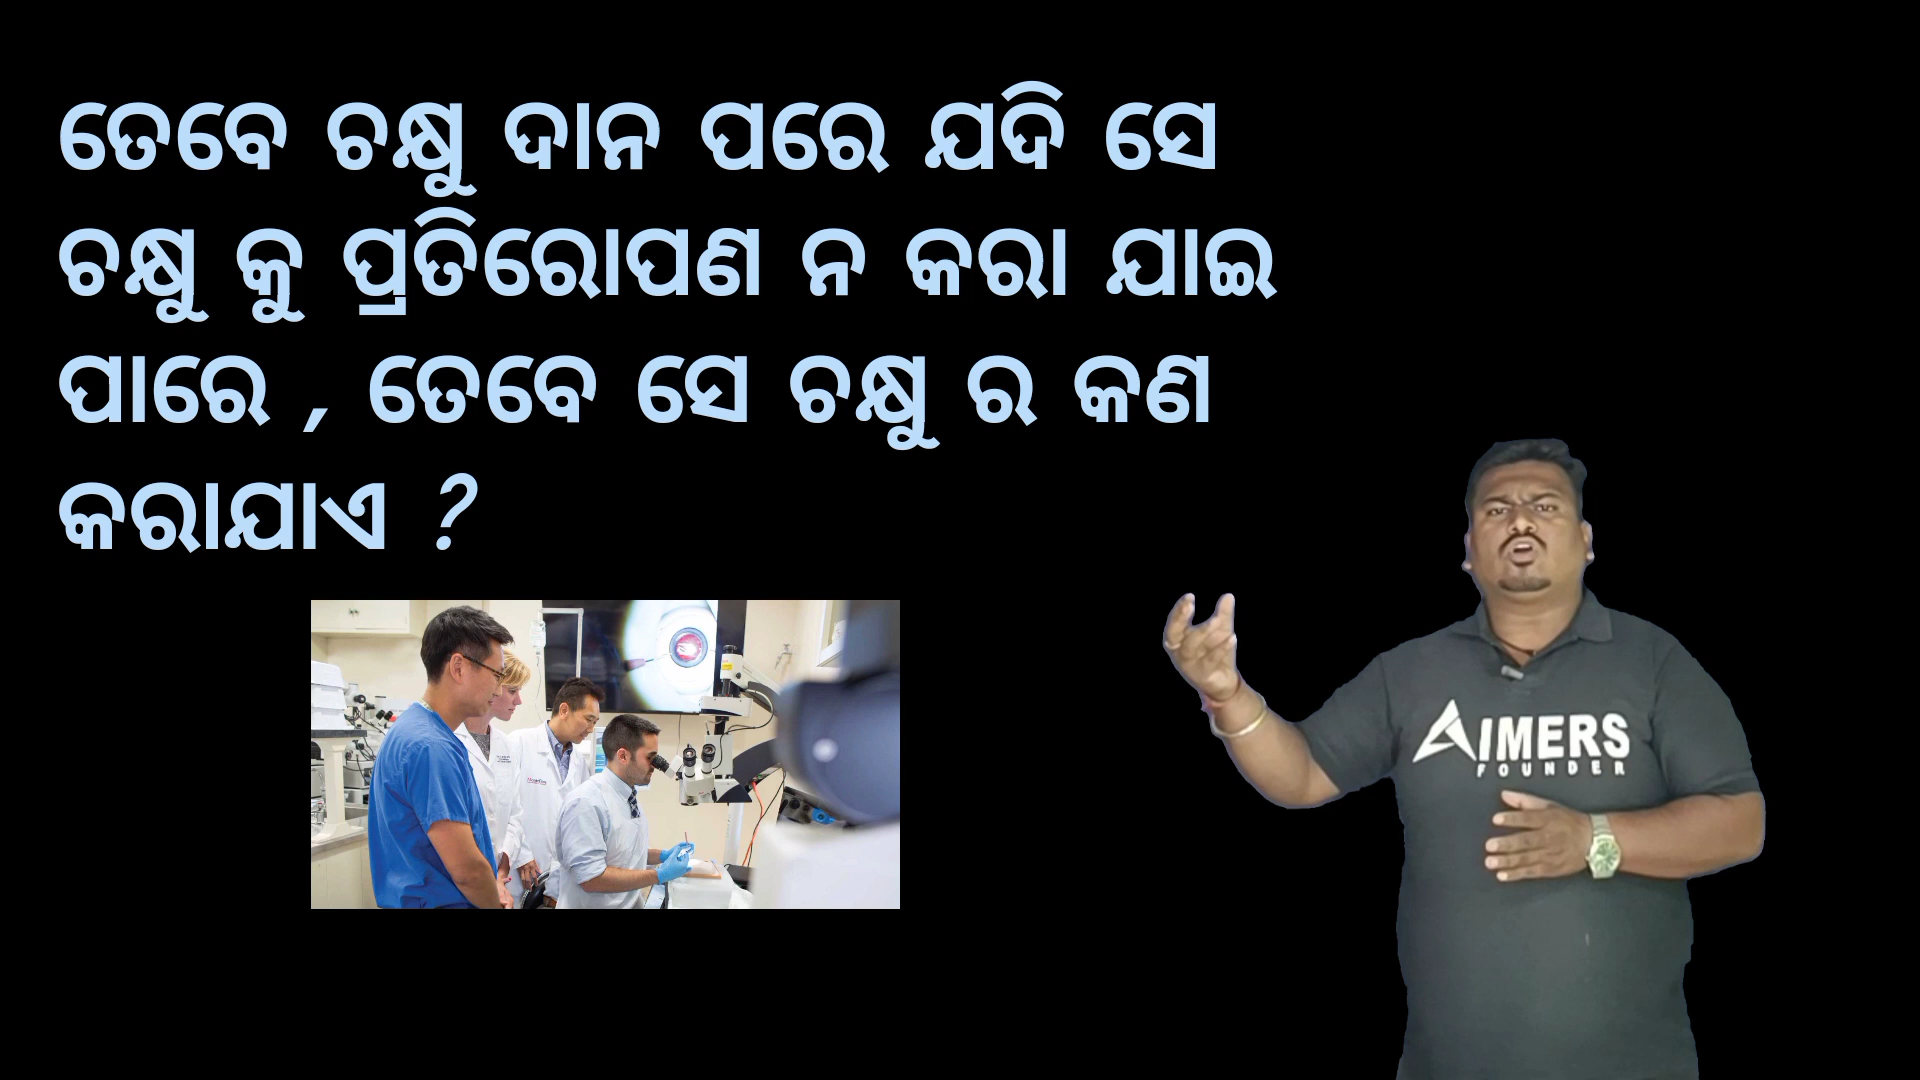 ତେବେ ଚକ୍ଷୁ ଦାନ ପରେ ଯଦି ସେ
ଚକ୍ଷୁ କୁ ପ୍ରତିରୋପଣ ନ କରା ଯାଇ
ପାରେ , ତେବେ ସେ ଚକ୍ଷୁ ର କଣ
କରାଯାଏ ?
AIMERS
FOUNDER